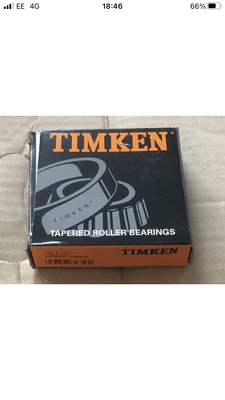 EE 4G 18:46 66%
TIMKEN
TIMKEN
TAPERED ROLLER BEARINGS
TIMKEN